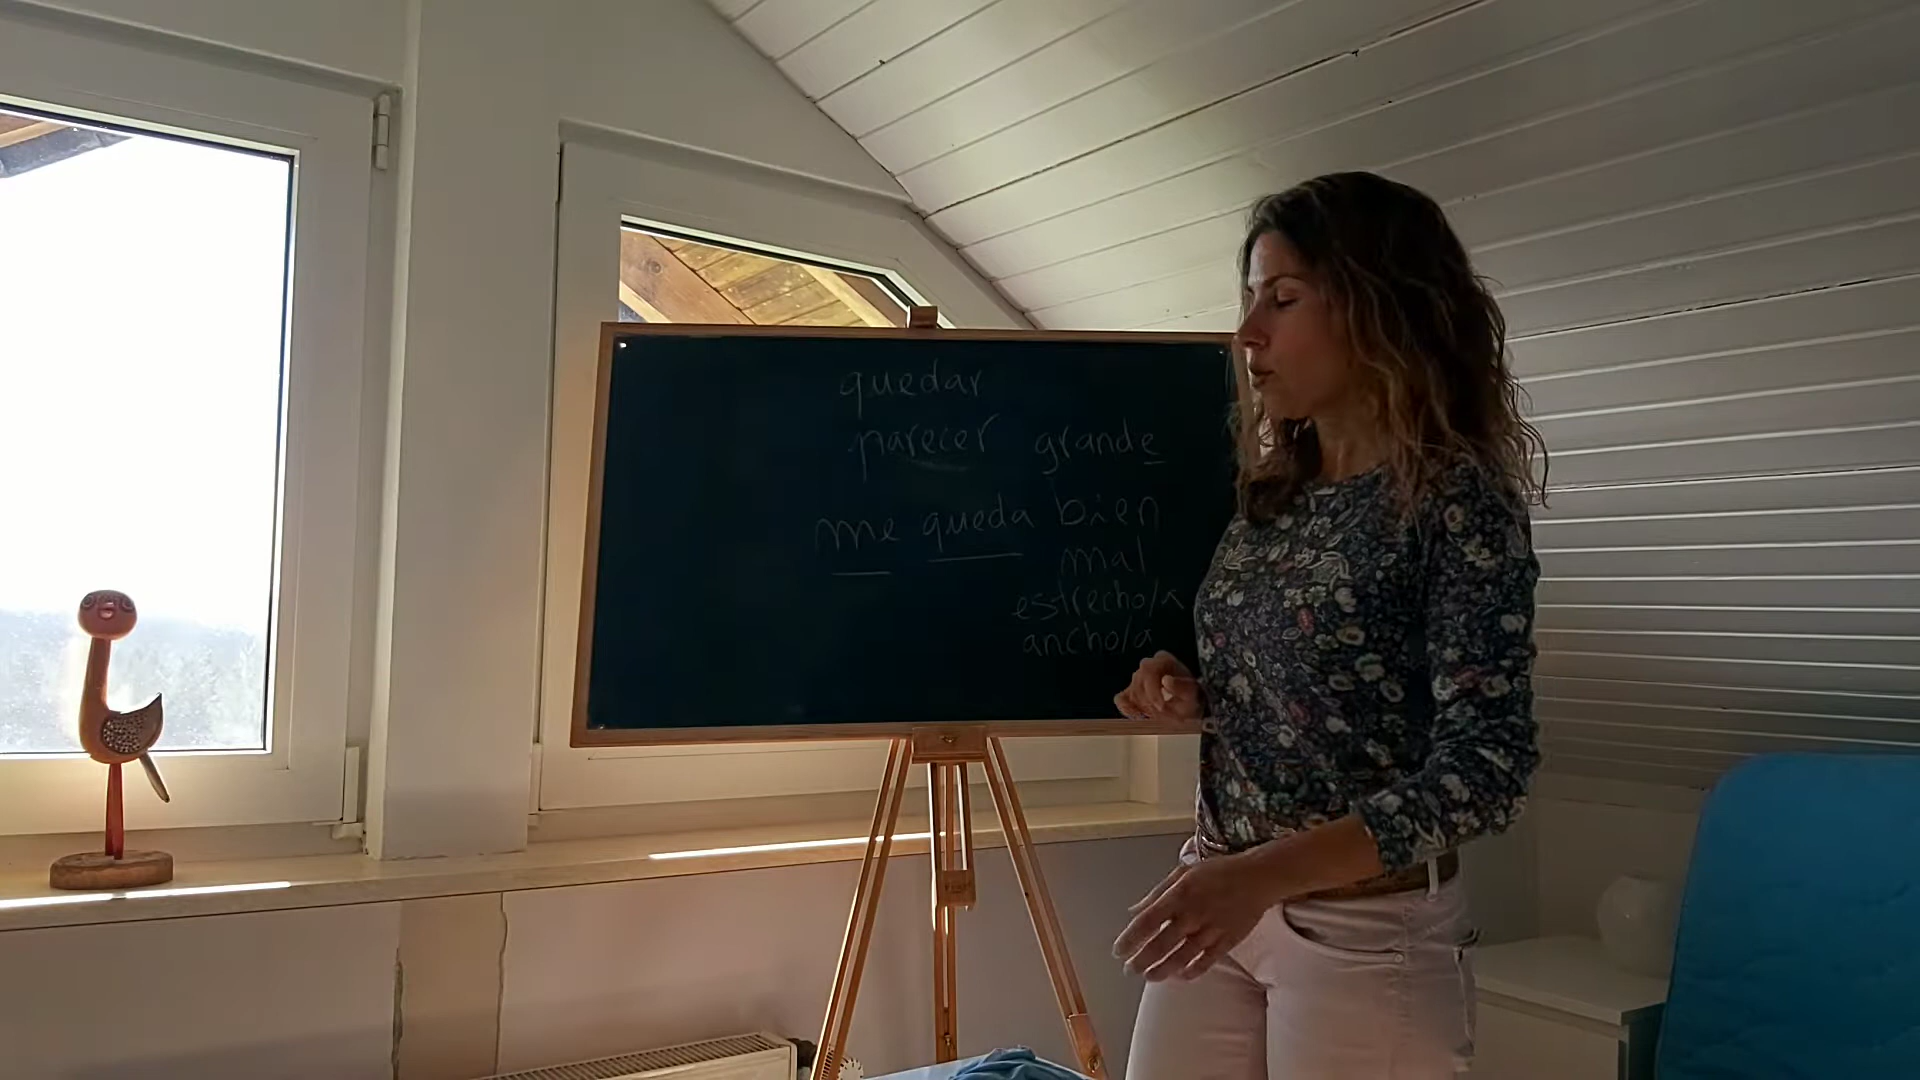 quedar
parecer grande
me queda bien
mal
estrecho/a
ancho/a